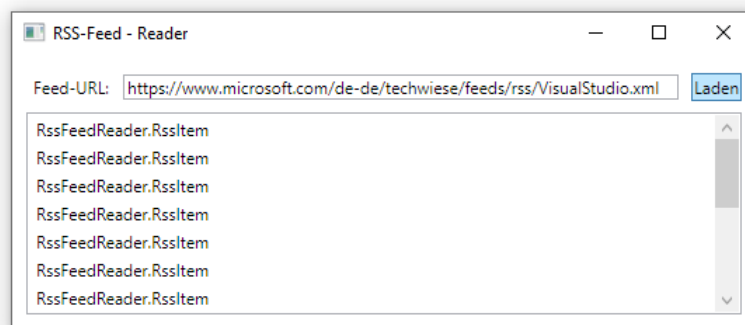 RSS-Feed - Reader
Feed-URL: https://www.microsoft.com/de-de/techwiese/feeds/rss/VisualStudio.xml Laden
RssFeedReader.RssItem
RssFeedReader.RssItem
RssFeedReader.RssItem
RssFeedReader.RssItem
RssFeedReader.RssItem
RssFeedReader.RssItem
RssFeedReader.RssItem